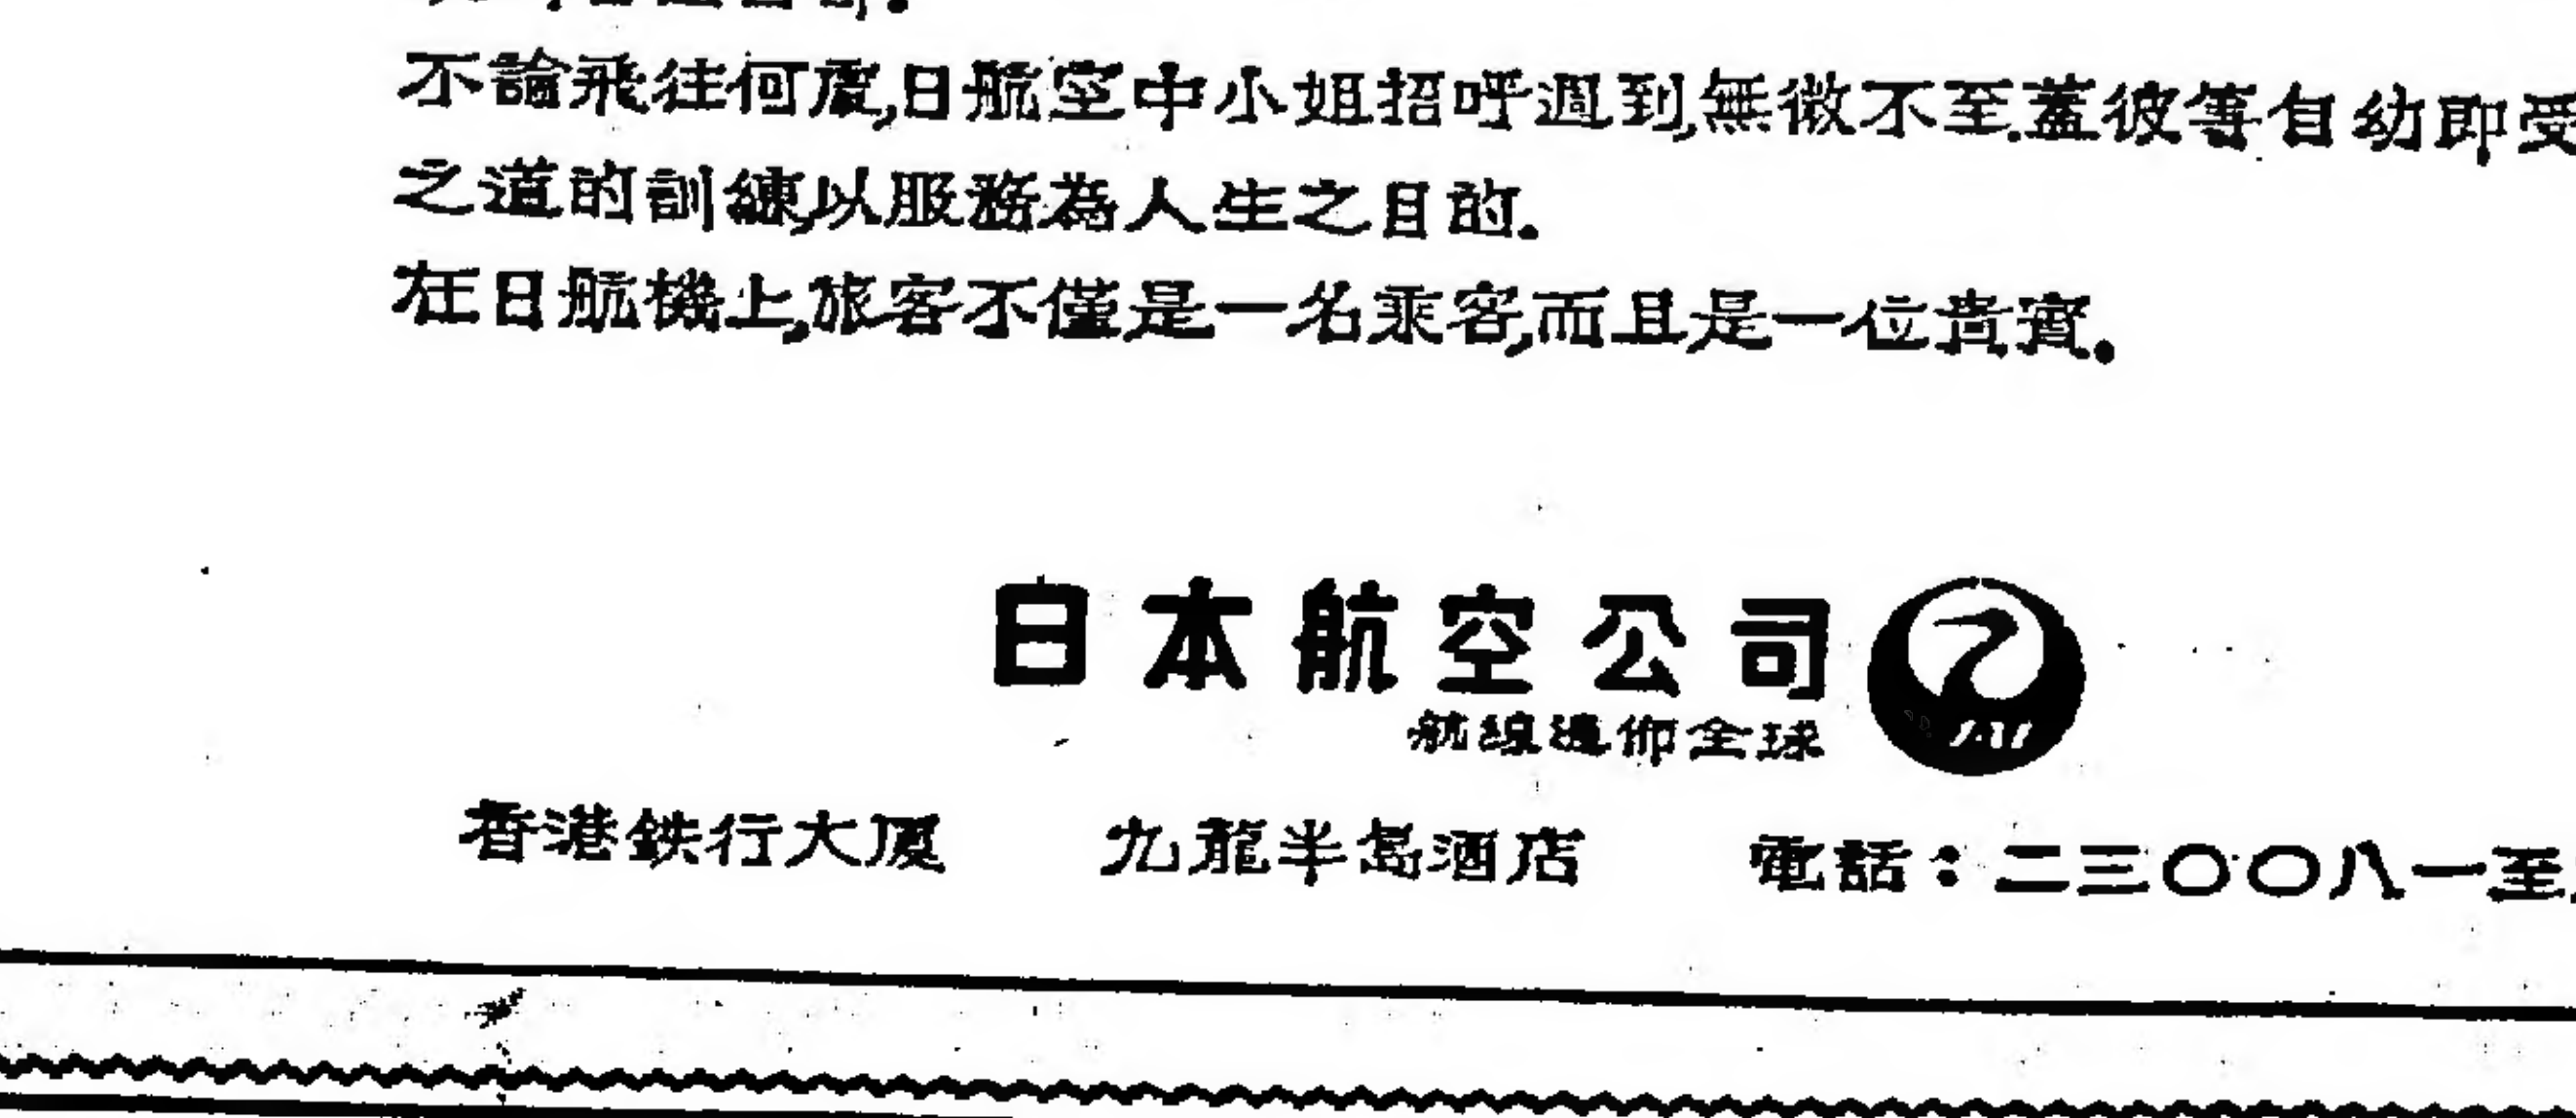 不論飛往何處,日航空中小姐招呼週到,無微不至.蓋彼等自幼即受
之道的訓練,以服務為人生之目的.
在日航機上,旅客不僅是一名乘客,而且是一位貴賓.
日本航空公司
JAL
航線遍佈全球
香港鉄行大厦 九龍半島酒店 電話:二三〇〇八一至